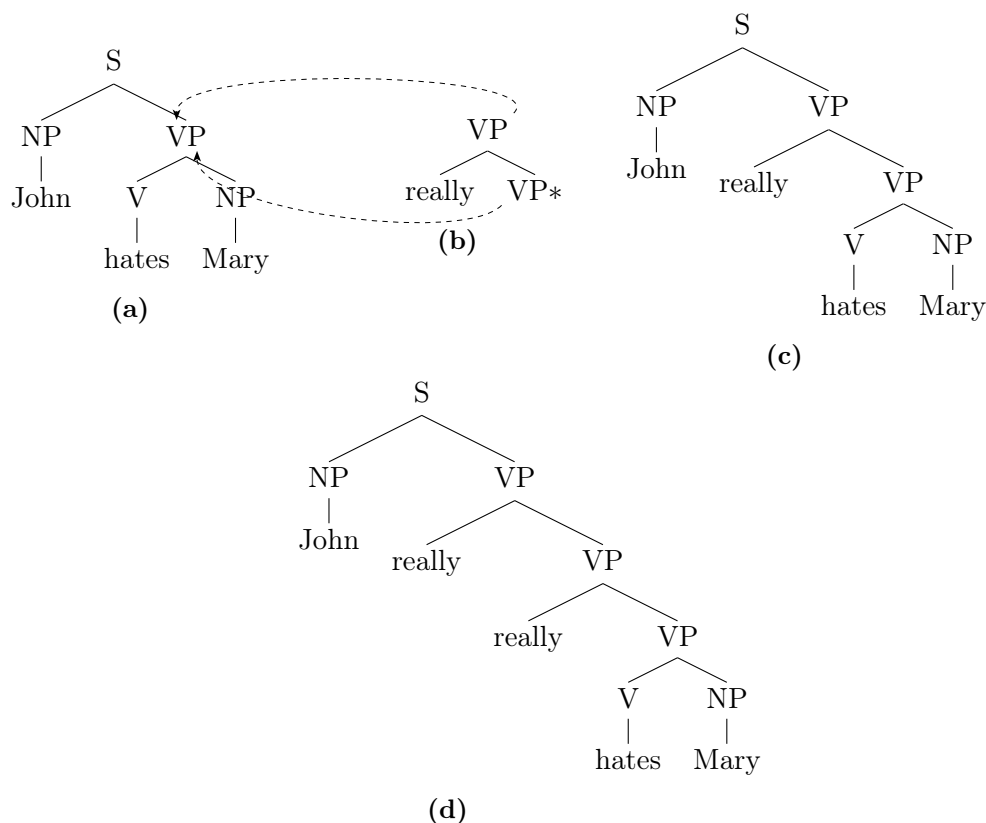 S
NP VP
John V NP
hates Mary
(a)
VP
really VP*
(b)
S
NP VP
John really VP
V NP
hates Mary
(c)
S
NP VP
John really VP
really VP
V NP
hates Mary
(d)